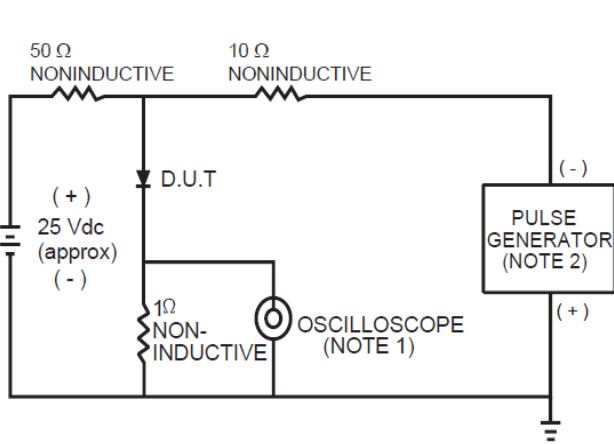 50 Ω
NONINDUCTIVE
10 Ω
NONINDUCTIVE
D.U.T
( + )
25 Vdc
(approx)
( - )
( - )
PULSE
GENERATOR
(NOTE 2)
( + )
1Ω
NON-
INDUCTIVE
OSCILLOSCOPE
(NOTE 1)